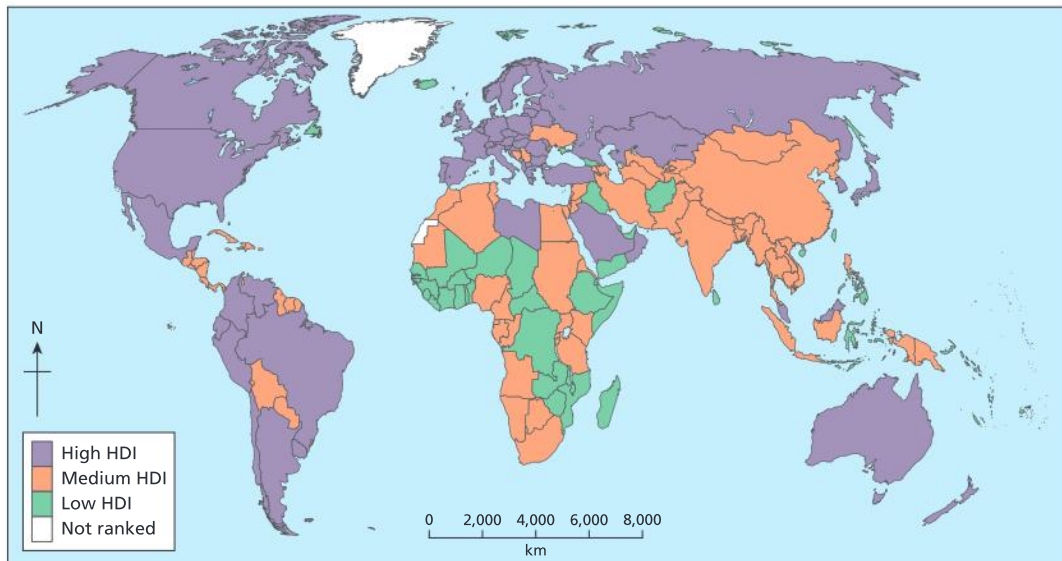 N
High HDI
Medium HDI
Low HDI
Not ranked
0 2,000 4,000 6,000 8,000
km